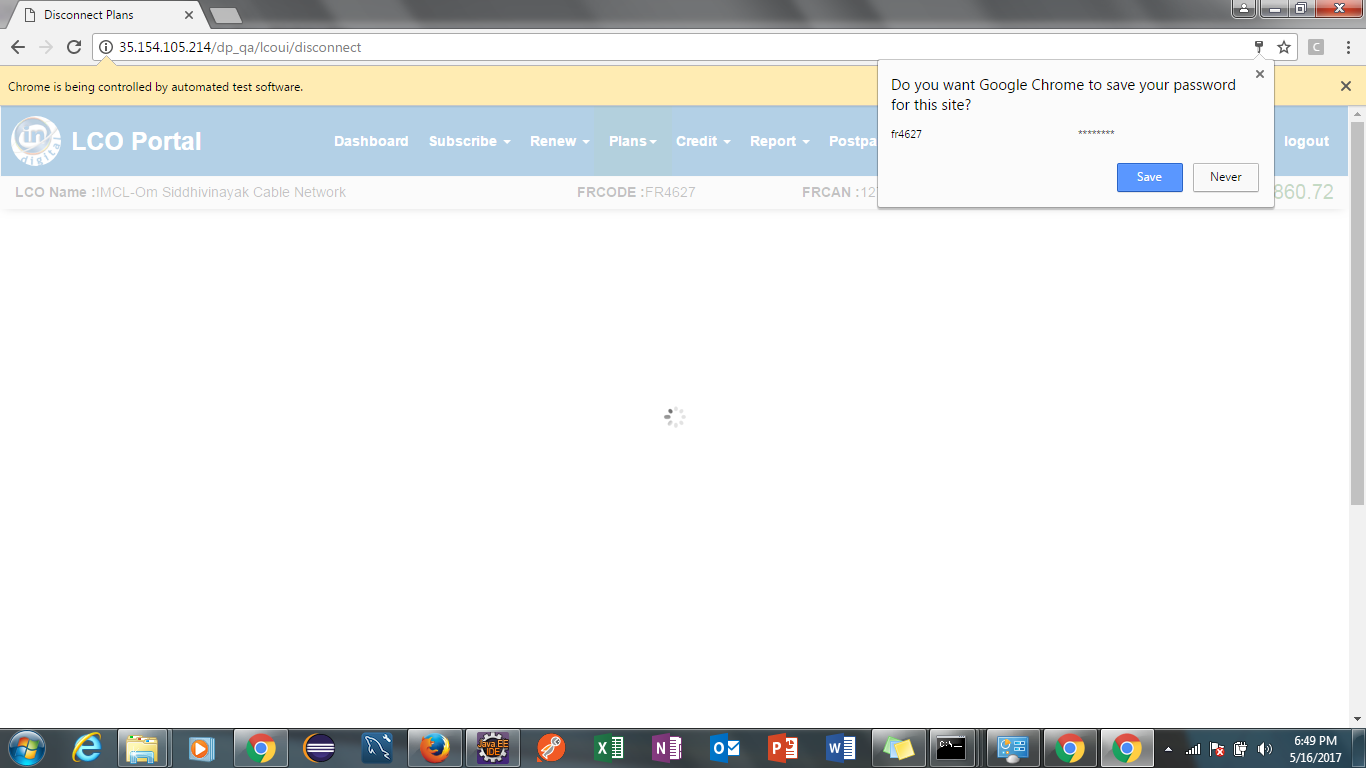 Disconnect Plans
35.154.105.214/dp_qa/lcoui/disconnect
Chrome is being controlled by automated test software.
Do you want Google Chrome to save your password
for this site?
fr4627 ********
Save Never
in
digital
LCO Portal
Dashboard Subscribe Renew Plans Credit Report Postpa logout
LCO Name :IMCL-Om Siddhivinayak Cable Network FRCODE :FR4627 FRCAN :12 860.72
C
Java EE
IDE
C:\_
6:49 PM
5/16/2017